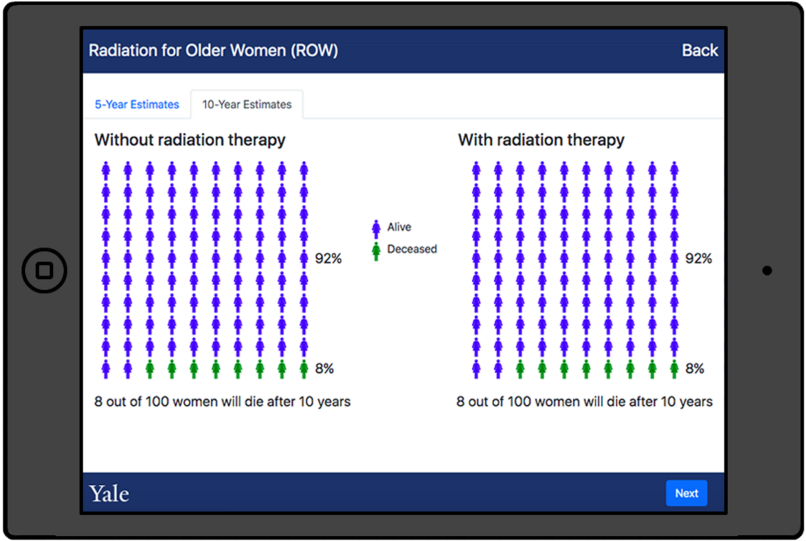 Radiation for Older Women (ROW)
Back
5-Year Estimates
10-Year Estimates
Without radiation therapy
92%
8%
8 out of 100 women will die after 10 years
Alive
Deceased
With radiation therapy
92%
8%
8 out of 100 women will die after 10 years
Yale
Next